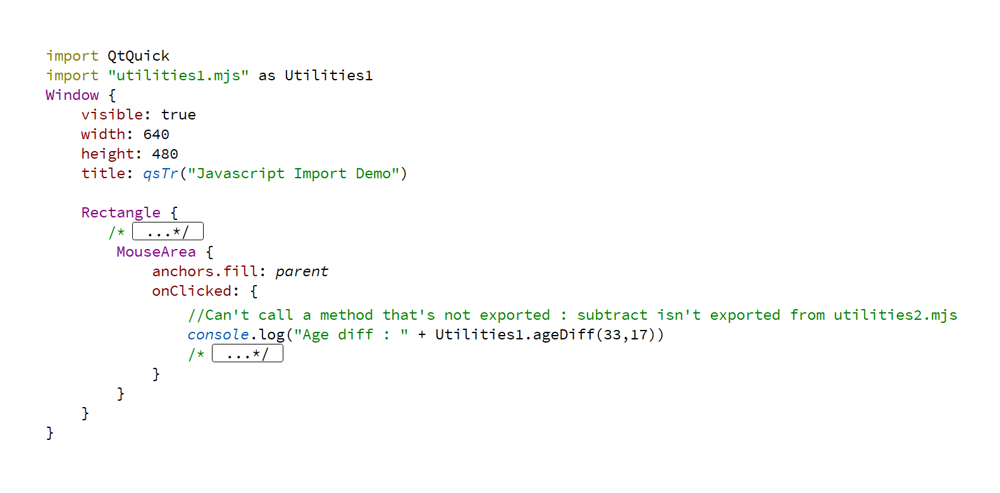 import QtQuick
import "utilities1.mjs" as Utilities1
Window {
    visible: true
    width: 640
    height: 480
    title: qsTr("Javascript Import Demo")

    Rectangle {
       /* ...*/
        MouseArea {
            anchors.fill: parent
            onClicked: {
                //Can't call a method that's not exported : subtract isn't exported from utilities2.mjs
                console.log("Age diff : " + Utilities1.ageDiff(33,17))
                /* ...*/
            }
        }
    }
}